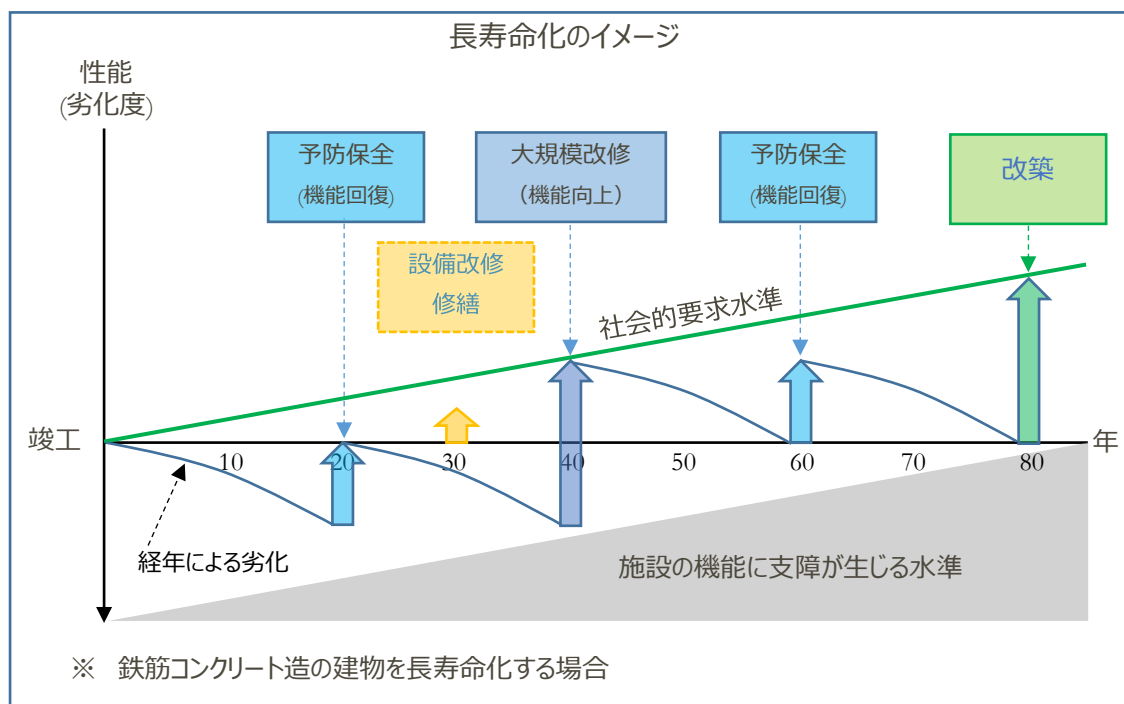 長寿命化のイメージ
性能
(劣化度)
予防保全
(機能回復)
大規模改修
（機能向上）
予防保全
(機能回復)
改築
設備改修
修繕
社会的要求水準
竣工
10
20
30
40
50
60
70
80
年
経年による劣化
施設の機能に支障が生じる水準
※　鉄筋コンクリート造の建物を長寿命化する場合